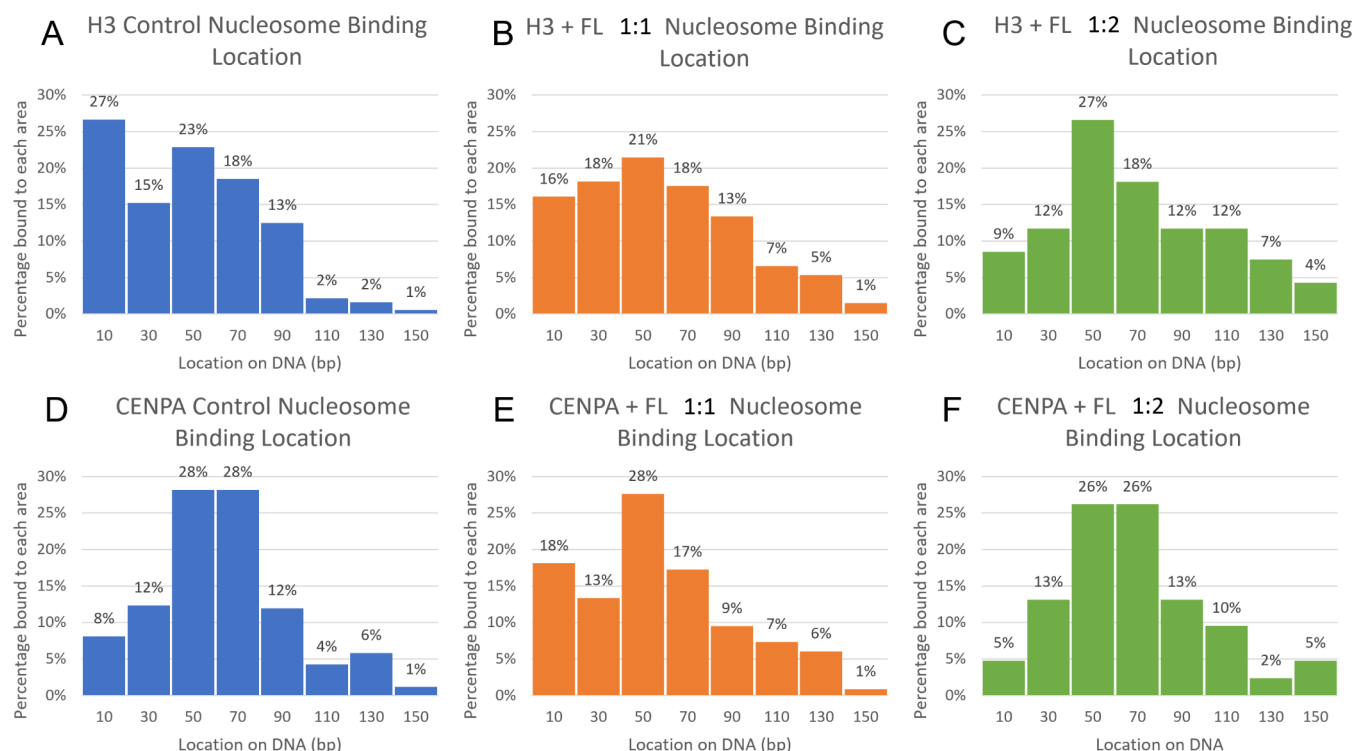 A
H3 Control Nucleosome Binding
Location
Percentage bound to each area
30%
25%
20%
15%
10%
5%
0%
27%
15%
23%
18%
13%
2%
2%
1%
10 30 50 70 90 110 130 150
Location on DNA (bp)
B
H3 + FL 1:1 Nucleosome Binding
Location
Percentage bound to each area
30%
25%
20%
15%
10%
5%
0%
16%
18%
21%
18%
13%
7%
5%
1%
10 30 50 70 90 110 130 150
Location on DNA (bp)
C
H3 + FL 1:2 Nucleosome Binding
Location
Percentage bound to each area
30%
25%
20%
15%
10%
5%
0%
9%
12%
27%
18%
12%
12%
7%
4%
10 30 50 70 90 110 130 150
Location on DNA (bp)
D
CENPA Control Nucleosome
Binding Location
Percentage bound to each area
30%
25%
20%
15%
10%
5%
0%
8%
12%
28%
28%
12%
4%
6%
1%
10 30 50 70 90 110 130 150
Location on DNA (bp)
E
CENPA + FL 1:1 Nucleosome
Binding Location
Percentage bound to each area
30%
25%
20%
15%
10%
5%
0%
18%
13%
28%
17%
9%
7%
6%
1%
10 30 50 70 90 110 130 150
Location on DNA (bp)
F
CENPA + FL 1:2 Nucleosome
Binding Location
Percentage bound to each area
30%
25%
20%
15%
10%
5%
0%
5%
13%
26%
26%
13%
10%
2%
5%
10 30 50 70 90 110 130 150
Location on DNA